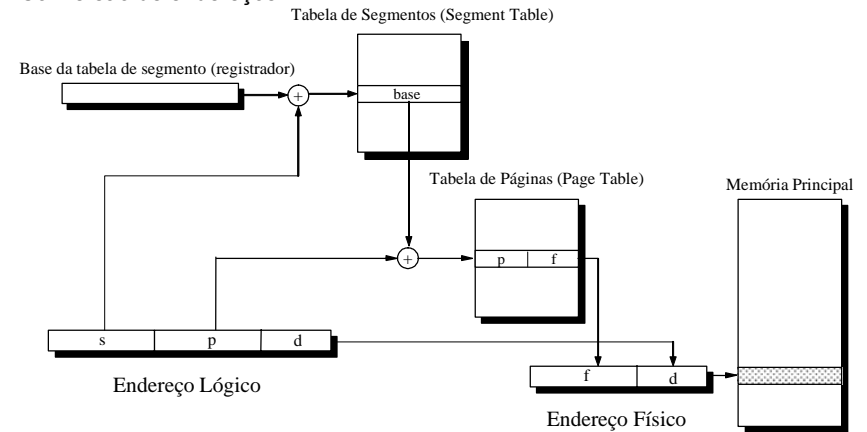 Tabela de Segmentos (Segment Table)
Base da tabela de segmento (registrador)
+
base
Tabela de Páginas (Page Table)
Memória Principal
+
p f
s p d
f d
Endereço Lógico
Endereço Físico